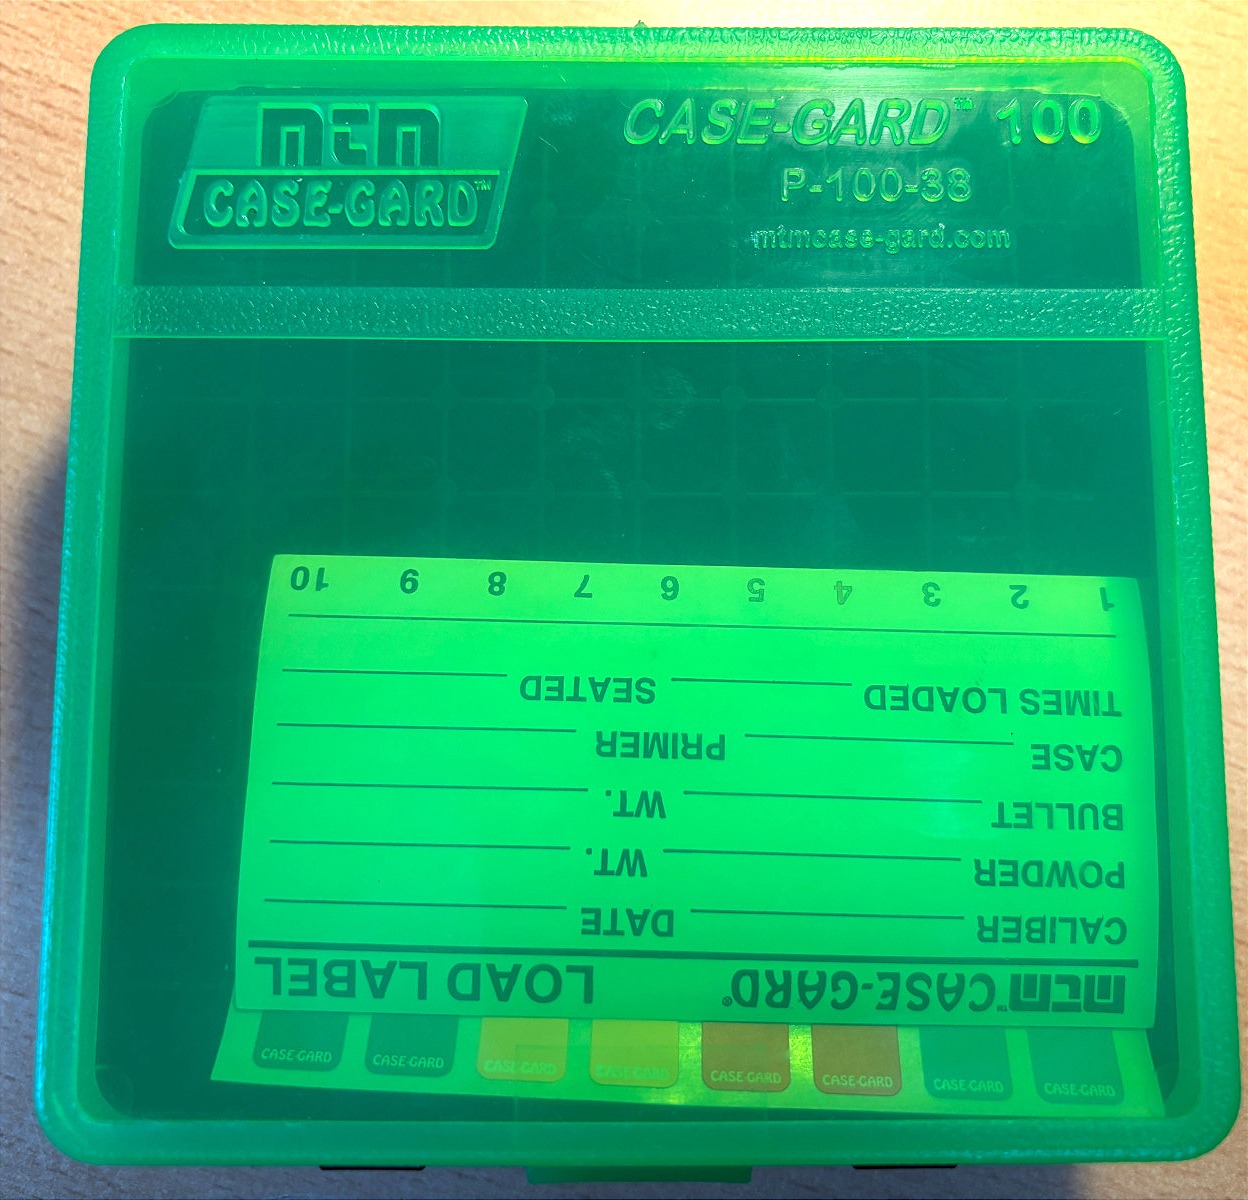 mtm
CASE-GARD™
CASE-GARD™ 100
P-100-38
mtmcase-gard.com
mtm™ CASE-GARD® LOAD LABEL
CALIBER DATE
POWDER WT.
BULLET WT.
CASE PRIMER
TIMES LOADED SEATED
1 2 3 4 5 6 7 8 9 10
CASE-GARD CASE-GARD CASE-GARD CASE-GARD CASE-GARD CASE-GARD CASE-GARD CASE-GARD